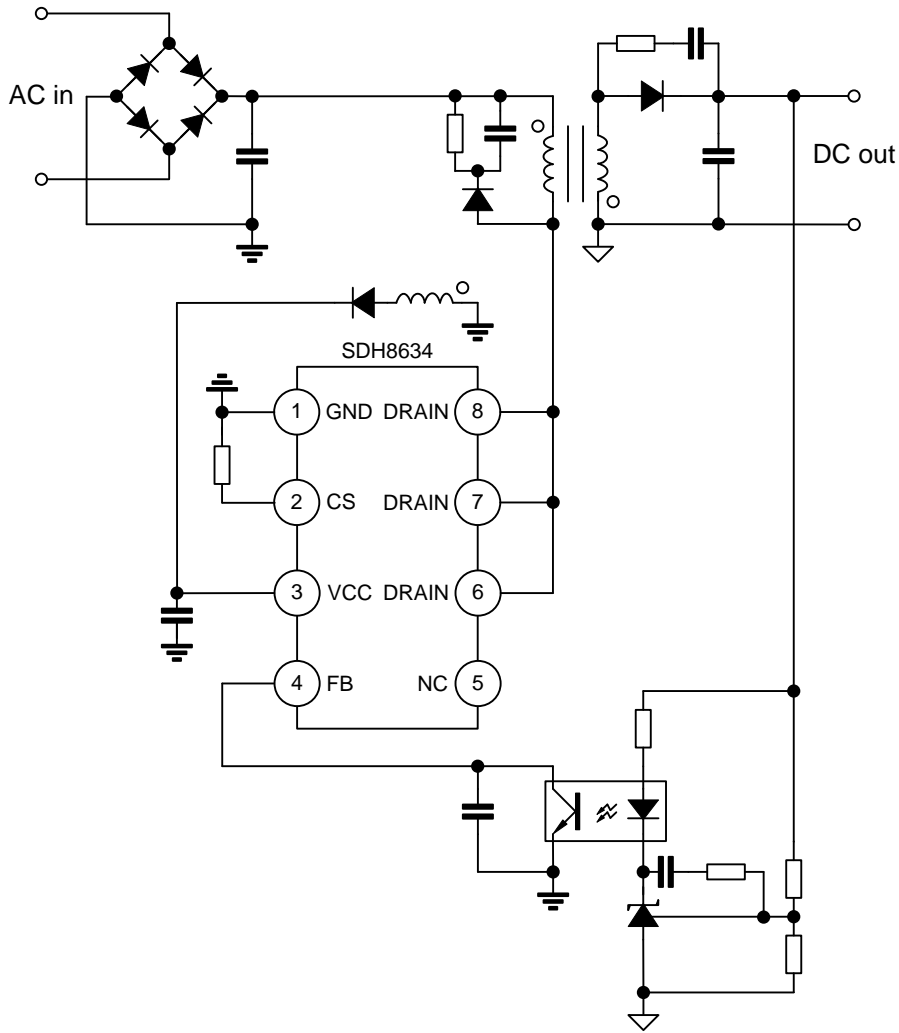 AC in
DC out
SDH8634
1 GND DRAIN 8
2 CS DRAIN 7
3 VCC DRAIN 6
4 FB NC 5